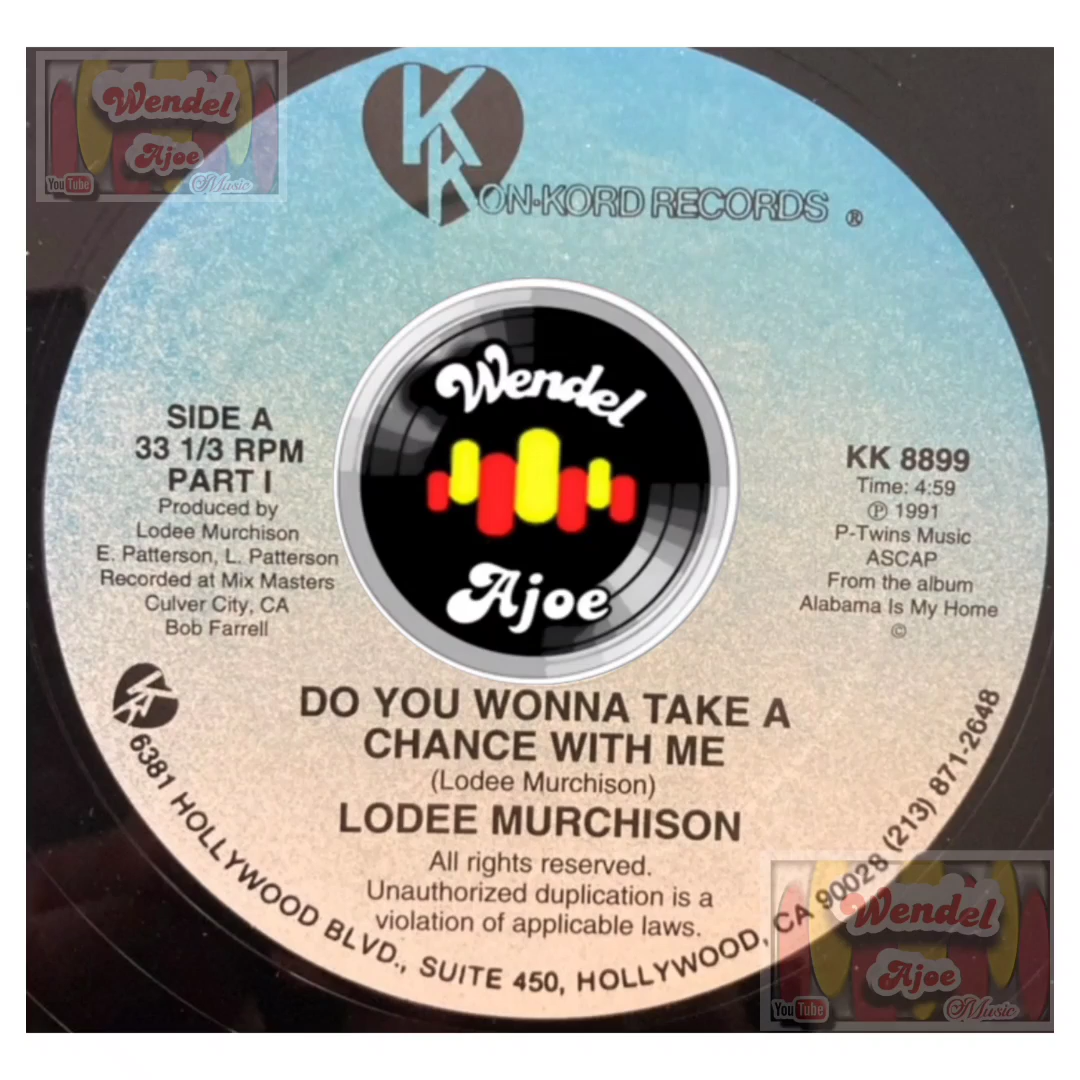 Wendel
Ajoe
YouTube
Music
KK
ON•KORD RECORDS ®
Wendel
Ajoe
SIDE A
33 1/3 RPM
PART I
Produced by
Lodee Murchison
E. Patterson, L. Patterson
Recorded at Mix Masters
Culver City, CA
Bob Farrell
KK 8899
Time: 4:59
℗ 1991
P-Twins Music
ASCAP
From the album
Alabama Is My Home
©
DO YOU WONNA TAKE A
CHANCE WITH ME
(Lodee Murchison)
LODEE MURCHISON
All rights reserved.
Unauthorized duplication is a
violation of applicable laws.
KK
6381 HOLLYWOOD BLVD., SUITE 450, HOLLYWOOD, CA 90028 (213) 871-2648
Wendel
Ajoe
YouTube
Music